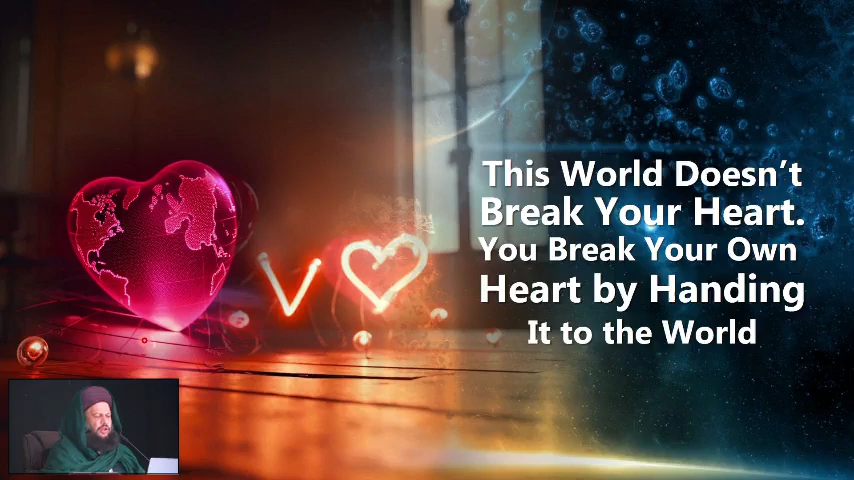 This World Doesn’t
Break Your Heart.
You Break Your Own
Heart by Handing
It to the World
V